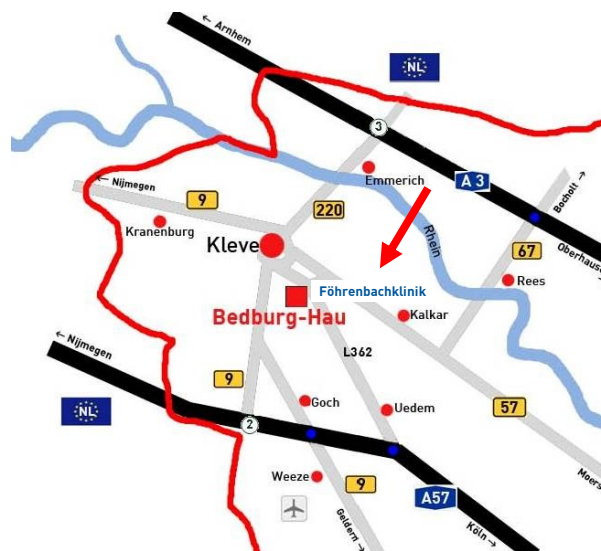 ← Arnhem
NL
3
Emmerich
A 3
Bocholt →
← Nijmegen
9
220
Kranenburg
Kleve
Rhein
67
Oberhaus
Rees
Föhrenbachklinik
Bedburg-Hau
Kalkar
← Nijmegen
L362
9
NL
Goch
Uedem
57
2
Weeze
9
A57
Moers
Geldern →
Köln →